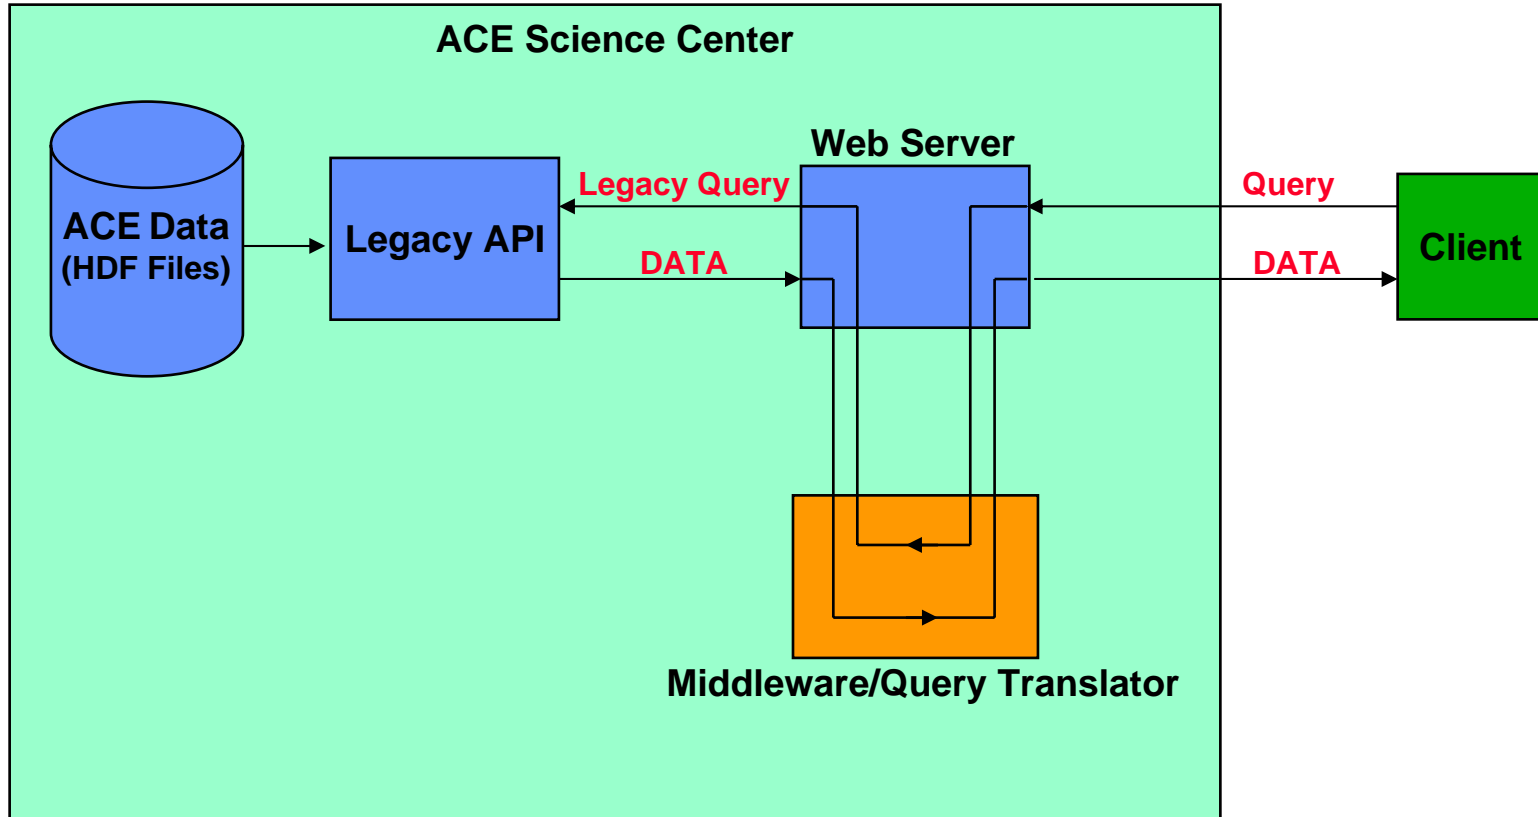 ACE Science Center
Web Server
Legacy Query
Query
ACE Data
(HDF Files)
Legacy API
Client
DATA
DATA
Middleware/Query Translator